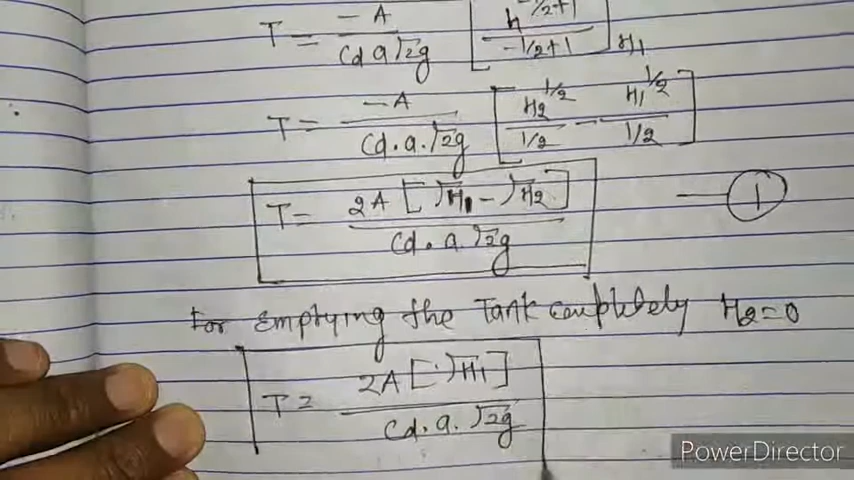 T = -A / Cd a √2g [ h^-1/2+1 / -1/2+1 ] H1
T = -A / Cd. a. √2g [ H2^1/2 / 1/2 - H1^1/2 / 1/2 ]
T = 2A [√H1 - √H2] / Cd. a. √2g — 1
For Emptying the Tank completely H2=0
T = 2A [√H1] / Cd. a. √2g
PowerDirector